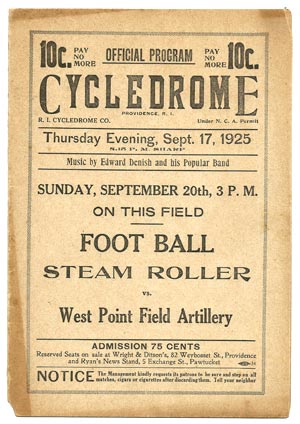 10c. PAY NO MORE OFFICIAL PROGRAM PAY NO MORE 10c.
CYCLEDROME
PROVIDENCE, R. I.
R. I. CYCLEDROME CO. Under N. C. A. Permit
Thursday Evening, Sept. 17, 1925
8.15 P. M. SHARP
Music by Edward Denish and his Popular Band
SUNDAY, SEPTEMBER 20th, 3 P. M.
ON THIS FIELD
FOOT BALL
STEAM ROLLER
vs.
West Point Field Artillery
ADMISSION 75 CENTS
Reserved Seats on sale at Wright & Ditson's, 82 Weybosset St., Providence
and Ryan's News Stand, 5 Exchange St., Pawtucket
NOTICE The Management kindly requests its patrons to be sure and step on all
matches, cigars or cigarettes after discarding them. Tell your neighbor